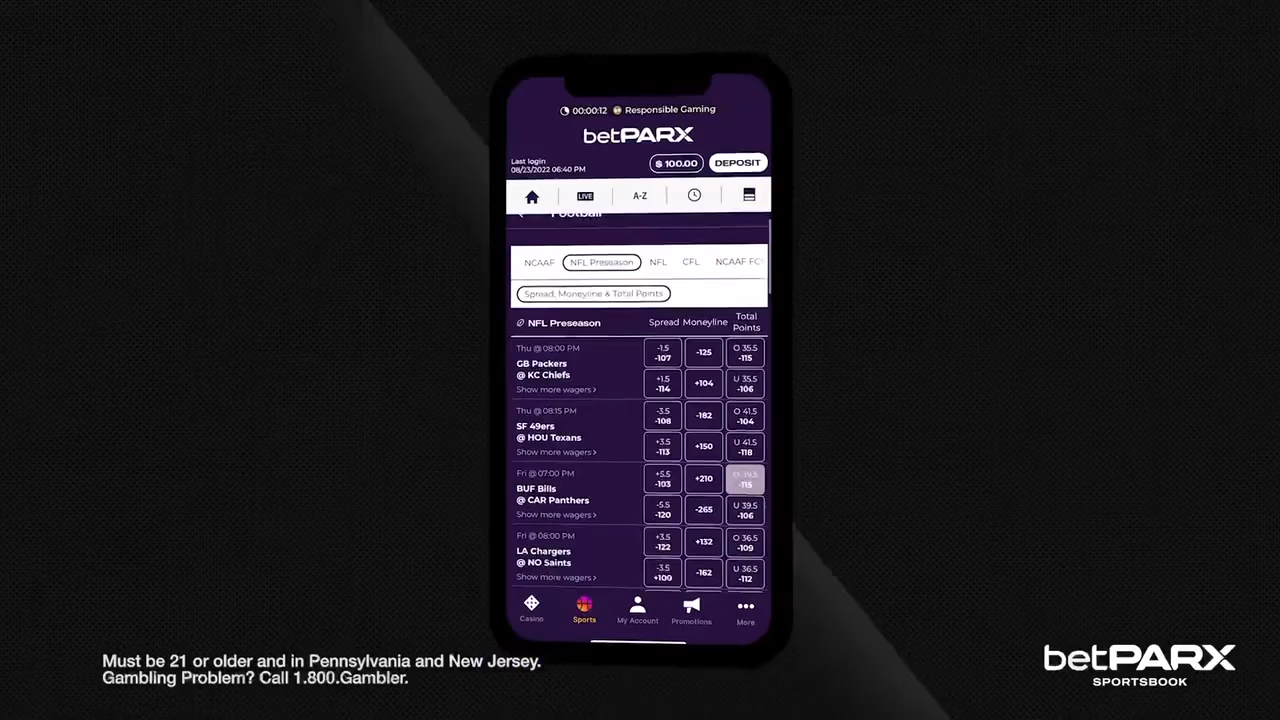 00:00:12 Responsible Gaming
betPARX
Last login
08/23/2022 06:40 PM
$ 100.00
DEPOSIT
LIVE
A-Z
Football
NCAAF NFL Preseason NFL CFL NCAAF FC
Spread, Moneyline & Total Points
NFL Preseason Spread Moneyline Total Points
Thu @ 08:00 PM
GB Packers
@ KC Chiefs
Show more wagers >
-1.5
-107
-125
O 35.5
-115
+1.5
-114
+104
U 35.5
-106
Thu @ 08:15 PM
SF 49ers
@ HOU Texans
Show more wagers >
-3.5
-108
-182
O 41.5
-104
+3.5
-113
+150
U 41.5
-118
Fri @ 07:00 PM
BUF Bills
@ CAR Panthers
Show more wagers >
+5.5
-103
+210
-115
-5.5
-120
-265
U 39.5
-106
Fri @ 08:00 PM
LA Chargers
@ NO Saints
Show more wagers >
+3.5
-122
+132
O 36.5
-109
-3.5
+100
-162
U 36.5
-112
Casino Sports My Account Promotions More
Must be 21 or older and in Pennsylvania and New Jersey.
Gambling Problem? Call 1.800.Gambler.
betPARX
SPORTSBOOK